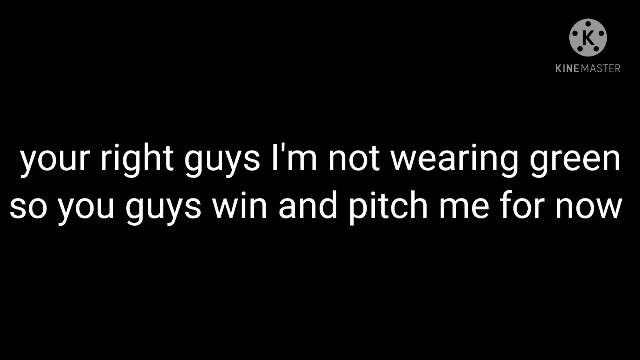 K
KINEMASTER
your right guys I'm not wearing green
so you guys win and pitch me for now